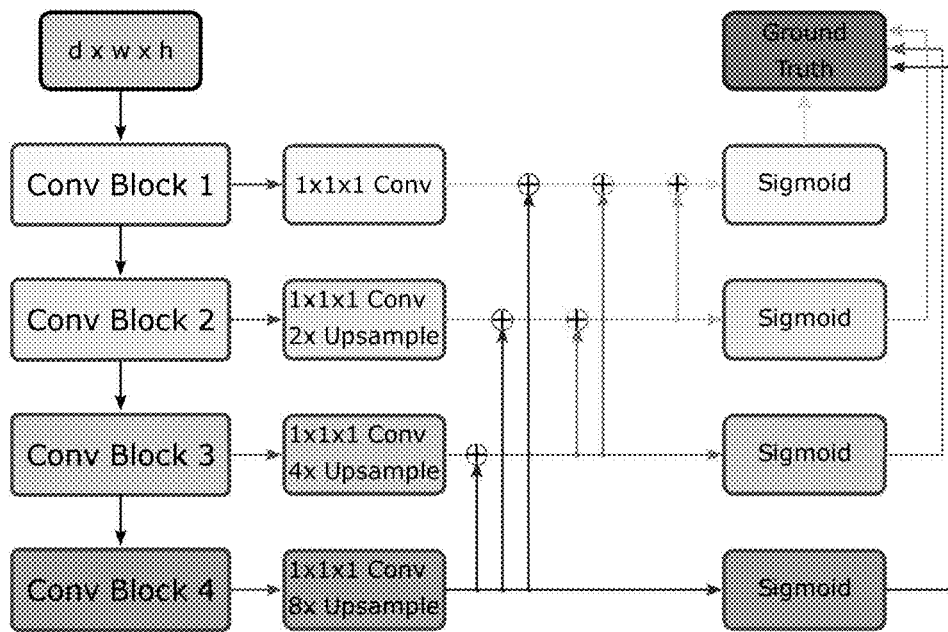 d x w x h
Ground
Truth
Conv Block 1
1x1x1 Conv
Sigmoid
Conv Block 2
1x1x1 Conv
2x Upsample
Sigmoid
Conv Block 3
1x1x1 Conv
4x Upsample
Sigmoid
Conv Block 4
1x1x1 Conv
8x Upsample
Sigmoid